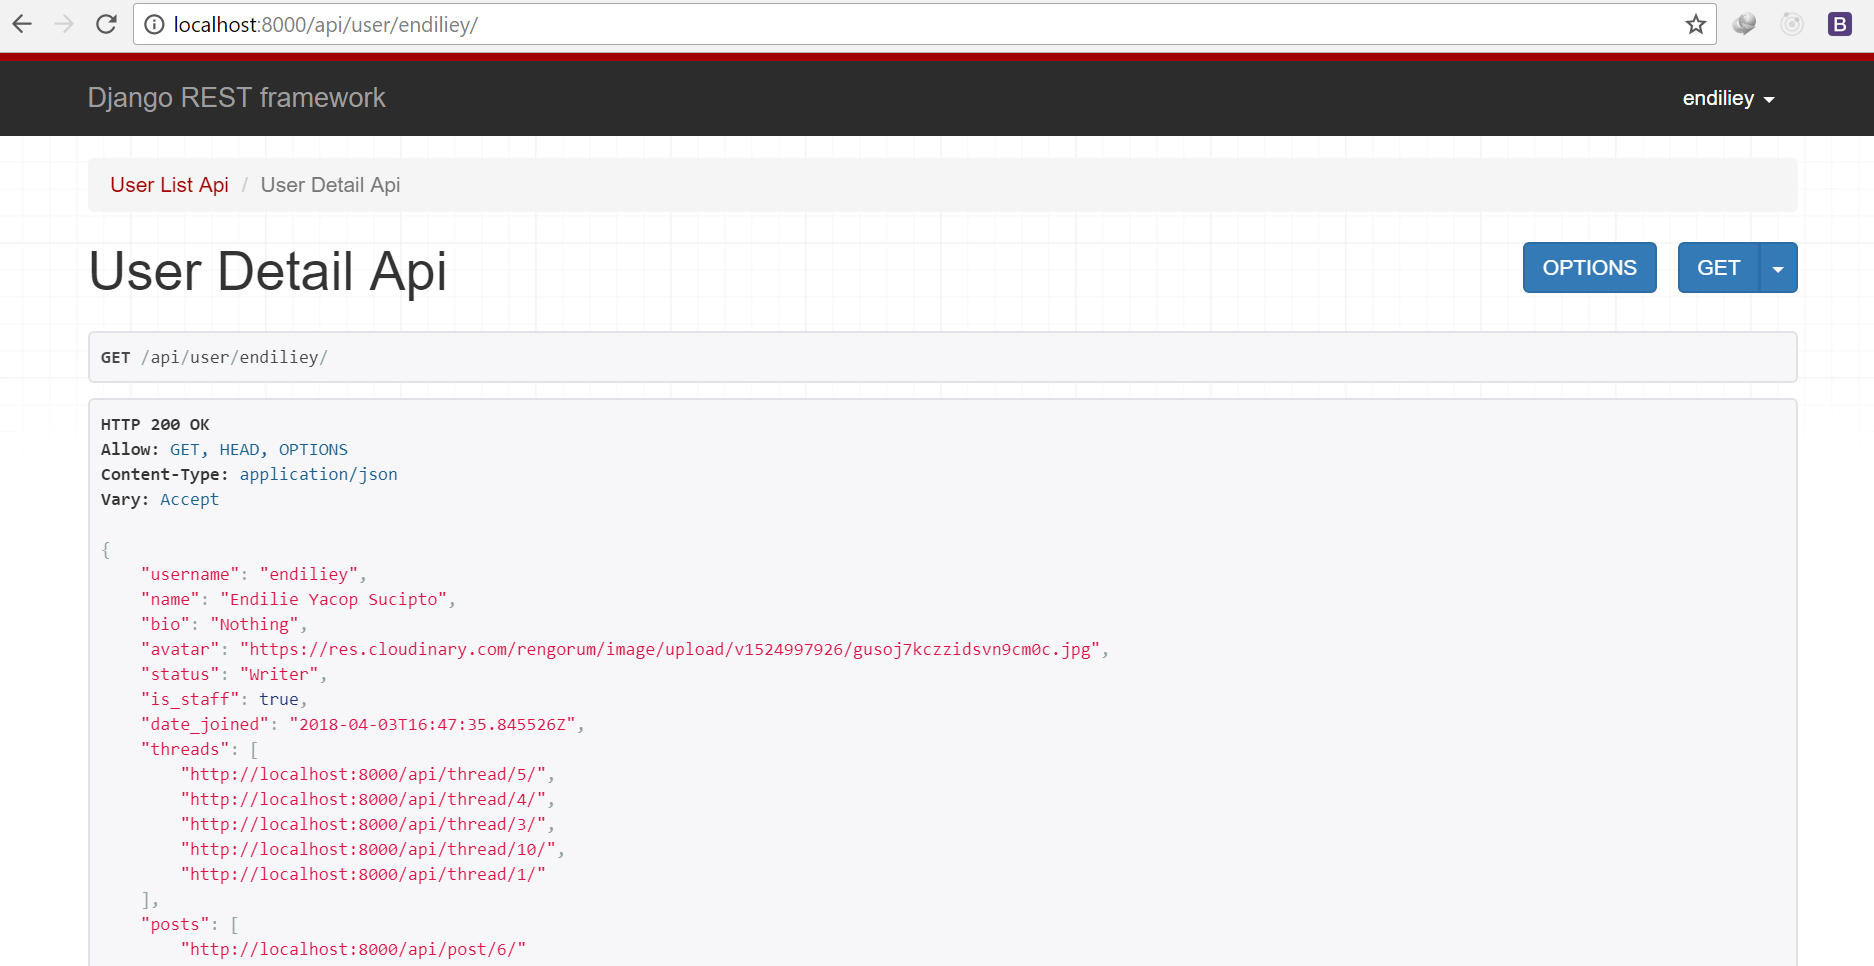 localhost:8000/api/user/endiliey/
B
Django REST framework
endiliey
User List Api / User Detail Api
User Detail Api
OPTIONS
GET
GET /api/user/endiliey/
HTTP 200 OK
Allow: GET, HEAD, OPTIONS
Content-Type: application/json
Vary: Accept
{
    "username": "endiliey",
    "name": "Endilie Yacop Sucipto",
    "bio": "Nothing",
    "avatar": "https://res.cloudinary.com/rengorum/image/upload/v1524997926/gusoj7kczzidsvn9cm0c.jpg",
    "status": "Writer",
    "is_staff": true,
    "date_joined": "2018-04-03T16:47:35.845526Z",
    "threads": [
        "http://localhost:8000/api/thread/5/",
        "http://localhost:8000/api/thread/4/",
        "http://localhost:8000/api/thread/3/",
        "http://localhost:8000/api/thread/10/",
        "http://localhost:8000/api/thread/1/"
    ],
    "posts": [
        "http://localhost:8000/api/post/6/"